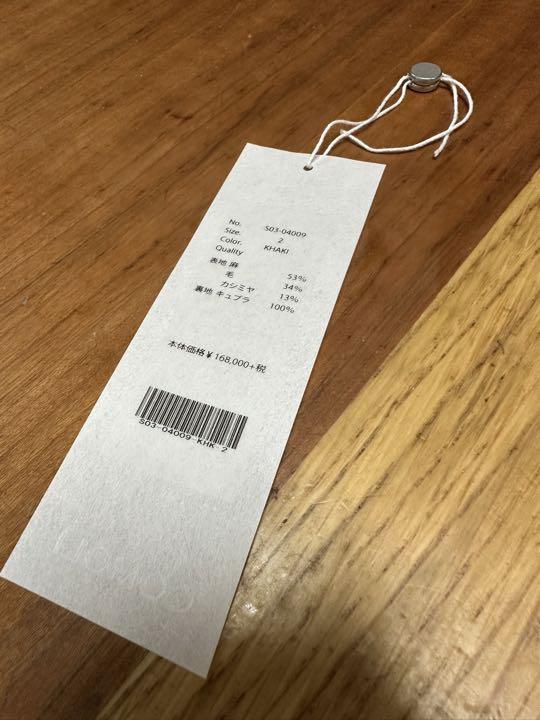 No. S03-04009
Size. 2
Color. KHAKI
Quality
表地 麻 53%
毛 34%
カシミヤ 13%
裏地 キュプラ 100%
本体価格¥168,000+税
S03-04009-KHK-2